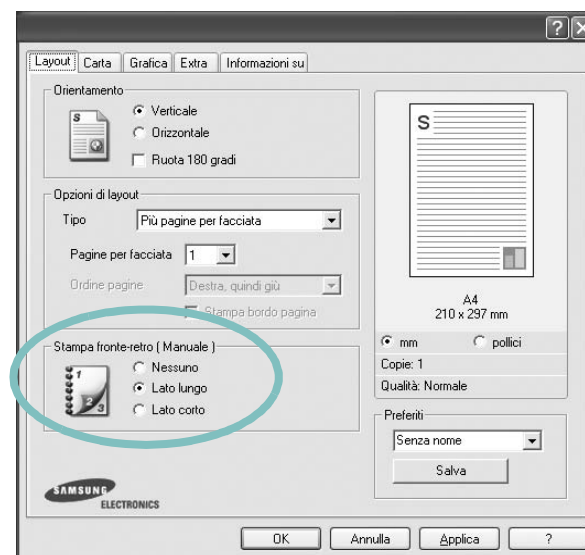 Layout Carta Grafica Extra Informazioni su
Orientamento
S
Verticale
Orizzontale
Ruota 180 gradi
Opzioni di layout
Tipo Più pagine per facciata
Pagine per facciata 1
Ordine pagine Destra, quindi giù
Stampa bordo pagina
Stampa fronte-retro ( Manuale )
1
2
3
Nessuno
Lato lungo
Lato corto
SAMSUNG
ELECTRONICS
S
A4
210 x 297 mm
mm pollici
Copie: 1
Qualità: Normale
Preferiti
Senza nome
Salva
OK Annulla Applica ?